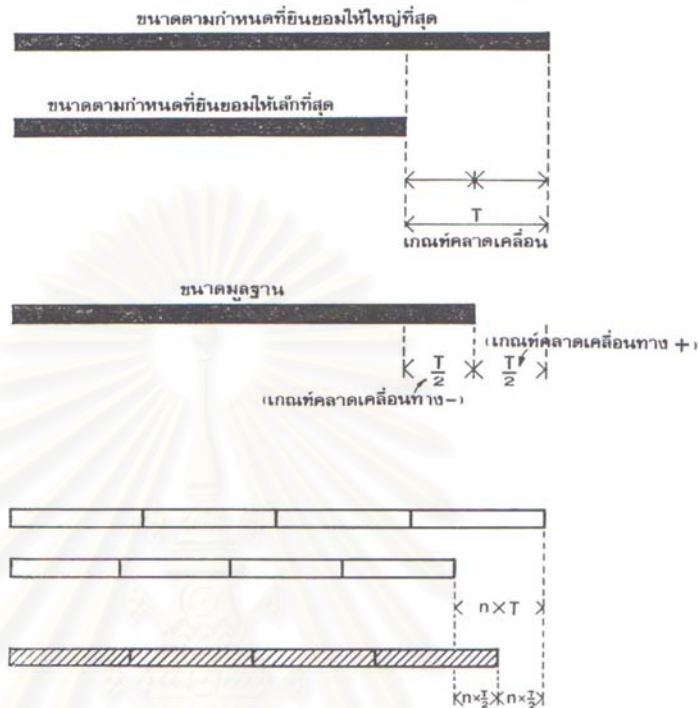 ขนาดตามกำหนดที่ยินยอมให้ใหญ่ที่สุด
ขนาดตามกำหนดที่ยินยอมให้เล็กที่สุด
T
เกณฑ์คลาดเคลื่อน
ขนาดมูลฐาน
(เกณฑ์คลาดเคลื่อนทาง +)
T/2 T/2
(เกณฑ์คลาดเคลื่อนทาง-)
n×T
n×T/2 n×T/2